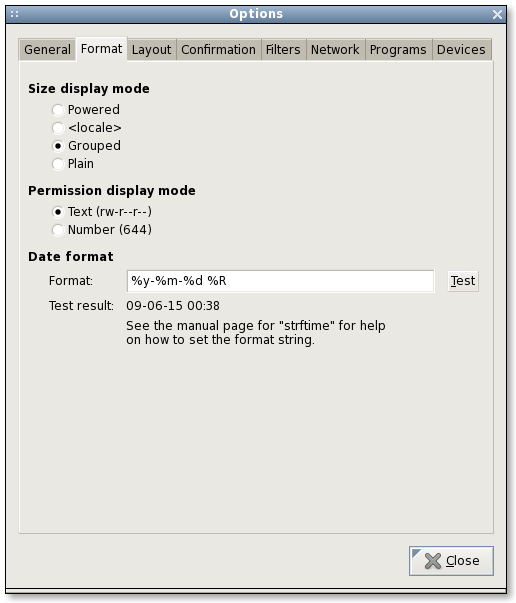 Options
General Format Layout Confirmation Filters Network Programs Devices
Size display mode
Powered
<locale>
Grouped
Plain
Permission display mode
Text (rw-r--r--)
Number (644)
Date format
Format: %y-%m-%d %R Test
Test result: 09-06-15 00:38
See the manual page for "strftime" for help
on how to set the format string.
Close